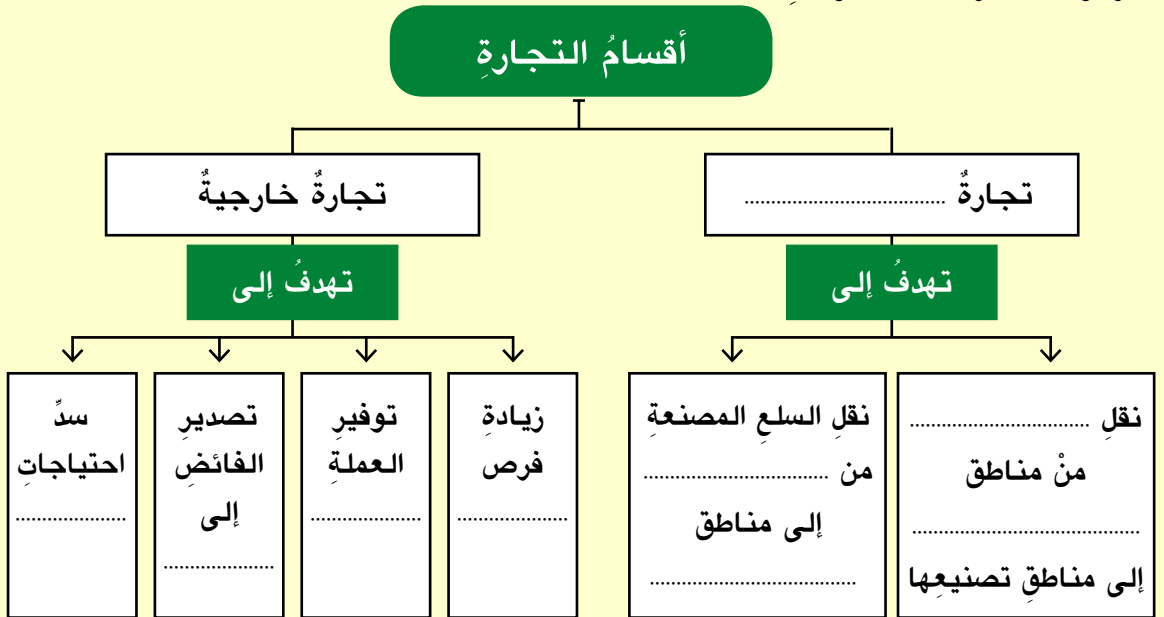 أقسامُ التجارةِ
تجارةٌ ....................
تجارةٌ خارجيةٌ
تهدفُ إلى
تهدفُ إلى
نقلِ ....................
منْ مناطق
....................
إلى مناطقِ تصنيعِها
نقلِ السلعِ المصنعةِ
من ....................
إلى مناطق
....................
زيادةِ
فرص
....................
توفيرِ
العملةِ
....................
تصديرِ
الفائضِ
إلى
....................
سدِّ
احتياجاتِ
....................